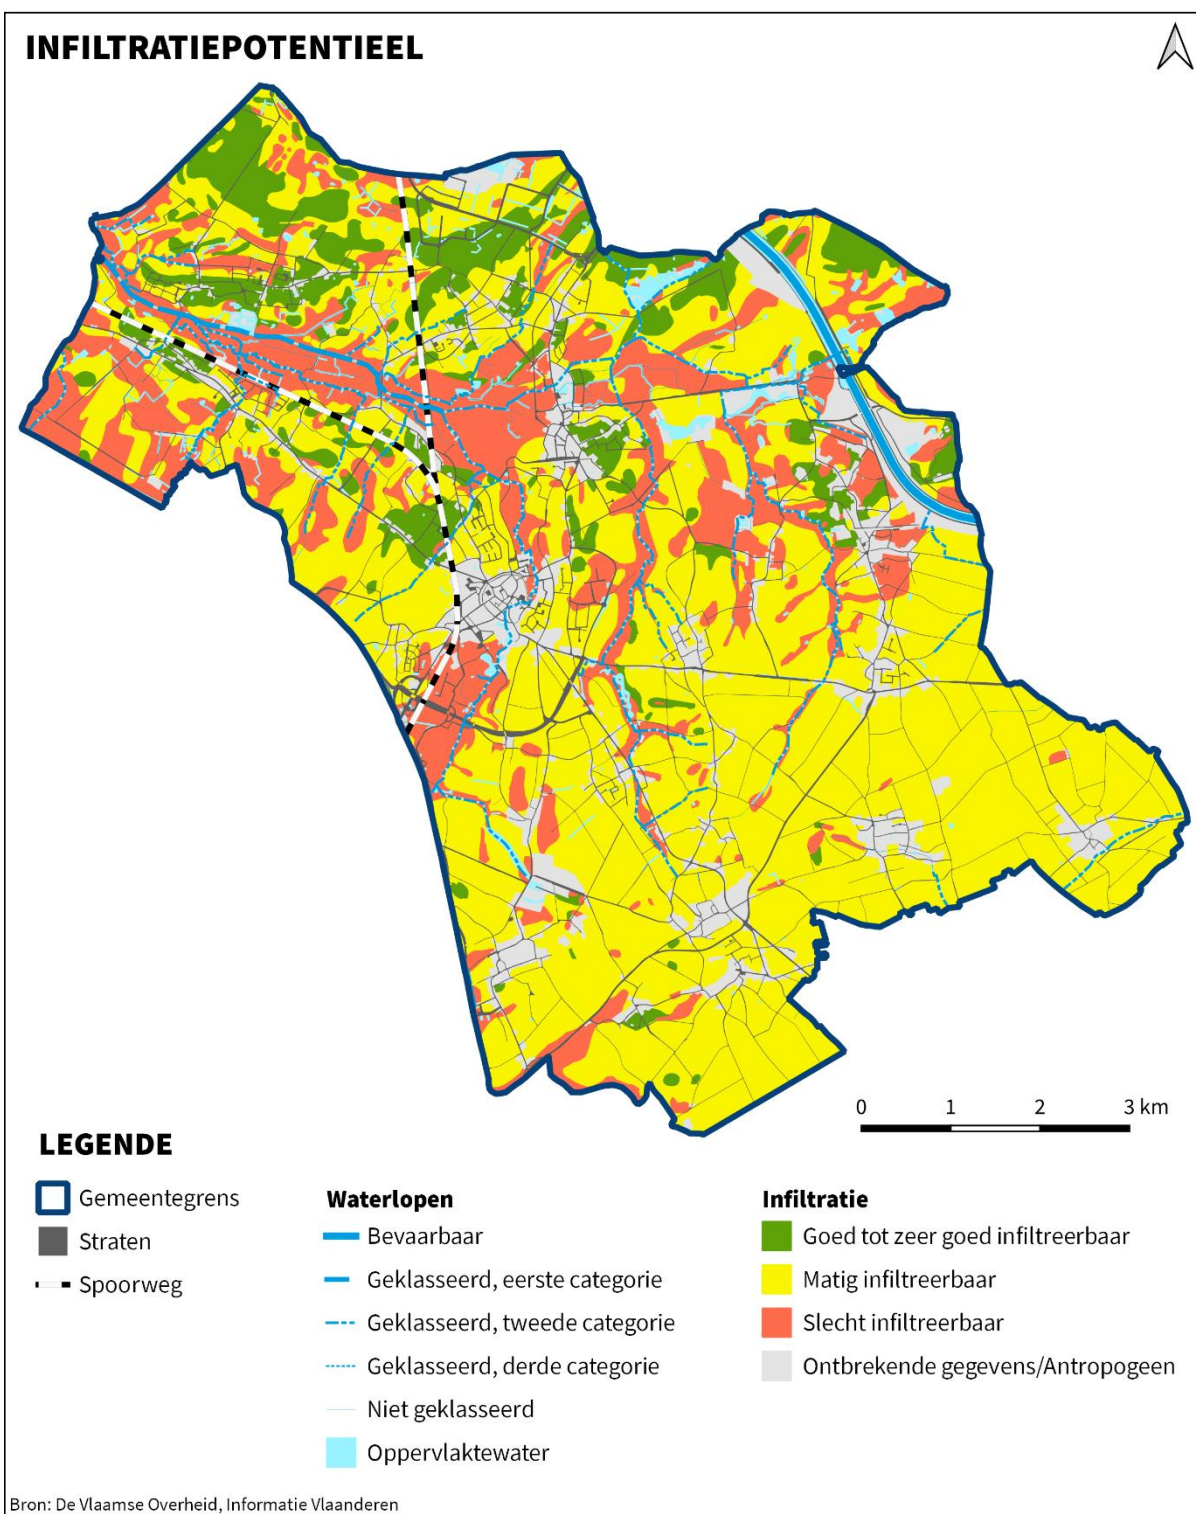 INFILTRATIEPOTENTIEEL
0 1 2 3 km
LEGENDE
Gemeentegrens
Straten
Spoorweg
Waterlopen
Bevaarbaar
Geklasseerd, eerste categorie
Geklasseerd, tweede categorie
Geklasseerd, derde categorie
Niet geklasseerd
Oppervlaktewater
Infiltratie
Goed tot zeer goed infiltreerbaar
Matig infiltreerbaar
Slecht infiltreerbaar
Ontbrekende gegevens/Antropogeen
Bron: De Vlaamse Overheid, Informatie Vlaanderen